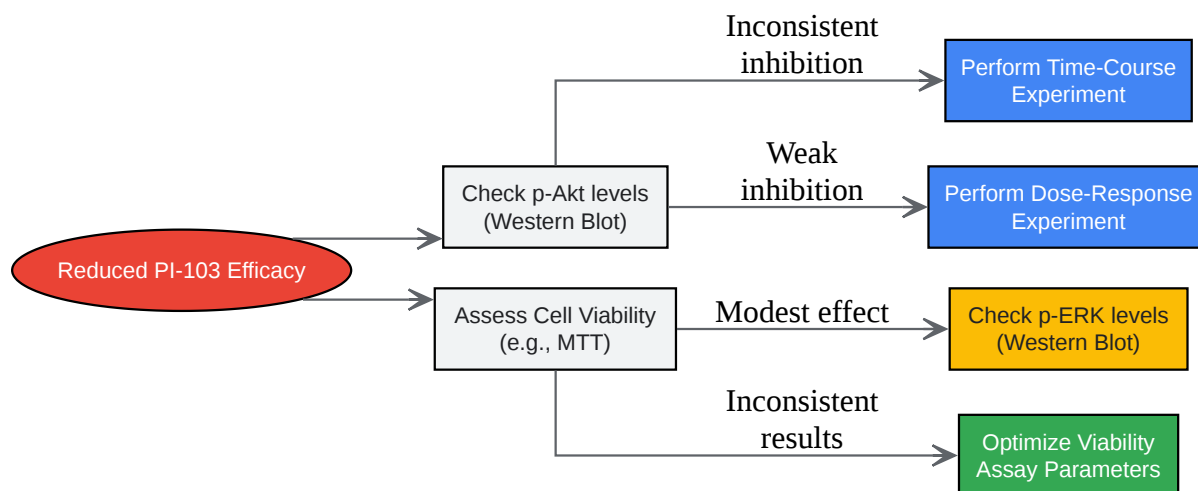 Inconsistent
inhibition
Perform Time-Course
Experiment
Check p-Akt levels
(Western Blot)
Weak
inhibition
Perform Dose-Response
Experiment
Reduced PI-103 Efficacy
Assess Cell Viability
(e.g., MTT)
Modest effect
Check p-ERK levels
(Western Blot)
Inconsistent
results
Optimize Viability
Assay Parameters